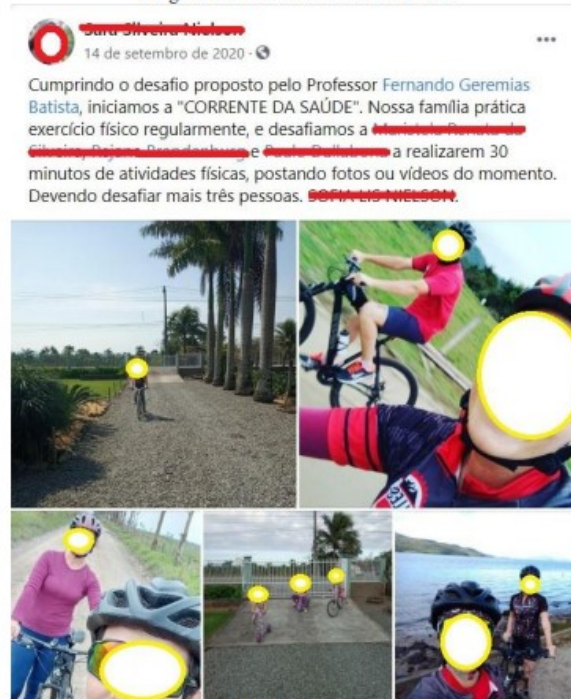 14 de setembro de 2020 ·
Cumprindo o desafio proposto pelo Professor Fernando Geremias
Batista, iniciamos a "CORRENTE DA SAÚDE". Nossa família prática
exercício físico regularmente, e desafiamos a
e a realizarem 30
minutos de atividades físicas, postando fotos ou vídeos do momento.
Devendo desafiar mais três pessoas.